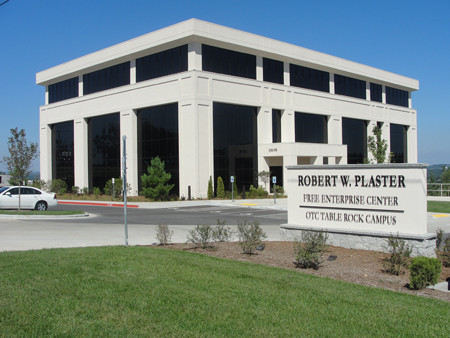 ROBERT W. PLASTER
FREE ENTERPRISE CENTER
OTC TABLE ROCK CAMPUS